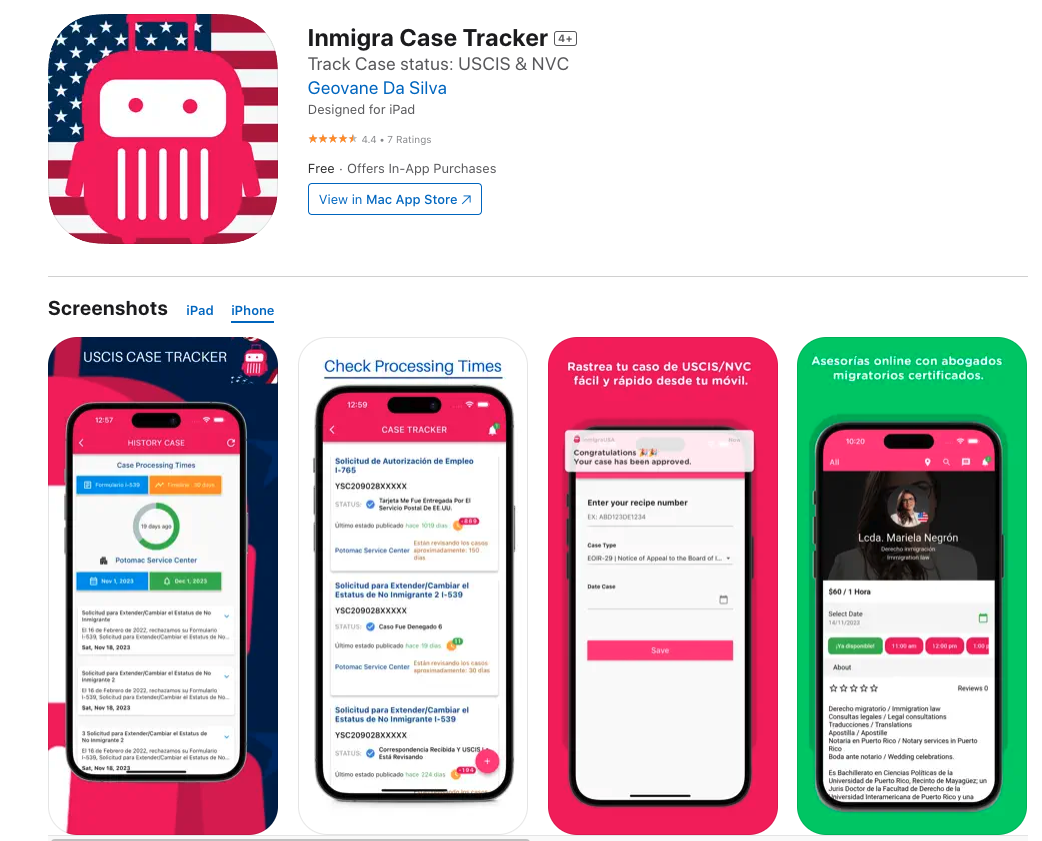 Inmigra Case Tracker 4+
Track Case status: USCIS & NVC
Geovane Da Silva
Designed for iPad
4.4 • 7 Ratings
Free · Offers In-App Purchases
View in Mac App Store ↗
Screenshots iPad iPhone
USCIS CASE TRACKER
12:57
HISTORY CASE
Case Processing Times
Formulario I-539
Timeline: 30 days
19 days ago
Potomac Service Center
Nov 1, 2023
Dec 1, 2023
Solicitud para Extender/Cambiar el Estatus de No
Inmigrante
El 16 de Febrero de 2022, rechazamos su Formulario
I-539, Solicitud para Extender/Cambiar el Estatus de No...
Sat, Nov 18, 2023
Solicitud para Extender/Cambiar el Estatus de No
Inmigrante 2
El 16 de Febrero de 2022, rechazamos su Formulario
I-539, Solicitud para Extender/Cambiar el Estatus de No...
Sat, Nov 18, 2023
3 Solicitud para Extender/Cambiar el Estatus de
No Inmigrante 2
El 16 de Febrero de 2022, rechazamos su Formulario
I-539, Solicitud para Extender/Cambiar el Estatus de No...
Sat, Nov 18, 2023
Check Processing Times
12:59
CASE TRACKER
Solicitud de Autorización de Empleo
I-765
YSC209028XXXXX
STATUS: Tarjeta Me Fue Entregada Por El
Servicio Postal De EE.UU.
Último estado publicado hace 1019 dias +889
Potomac Service Center
Están revisando los casos
aproximadamente: 150
dias
Solicitud para Extender/Cambiar el
Estatus de No Inmigrante 2 I-539
YSC209028XXXXX
STATUS: Caso Fue Denegado 6
Último estado publicado hace 19 dias 11
Potomac Service Center
Están revisando los casos
aproximadamente: 30 dias
Solicitud para Extender/Cambiar el
Estatus de No Inmigrante I-539
YSC209028XXXXX
STATUS: Correspondencia Recibida Y USCIS La
Está Revisando
Último estado publicado hace 224 dias +194
+
Rastrea tu caso de USCIS/NVC
fácil y rápido desde tu móvil.
InmigraUSA Now
Congratulations 🎉🎉
Your case has been approved.
Enter your recipe number
EX: ABD123DE1234
Case Type
EOIR-29 | Notice of Appeal to the Board of I...
Date Case
Save
Asesorías online con abogados
migratorios certificados.
10:20
All
Lcda. Mariela Negrón
Derecho inmigración
Immigration law
$60 / 1 Hora
Select Date
14/11/2023
¡Ya disponible! 11:00 am 12:00 pm 1:00 p
About
Reviews 0
Derecho migratorio / Immigration law
Consultas legales / Legal consultations
Traducciones / Translations
Apostilla / Apostille
Notaria en Puerto Rico / Notary services in Puerto
Rico
Boda ante notario / Wedding celebrations.
Es Bachillerato en Ciencias Políticas de la
Universidad de Puerto Rico, Recinto de Mayagüez; un
Juris Doctor de la Facultad de Derecho de la
Universidad Interamericana de Puerto Rico y una